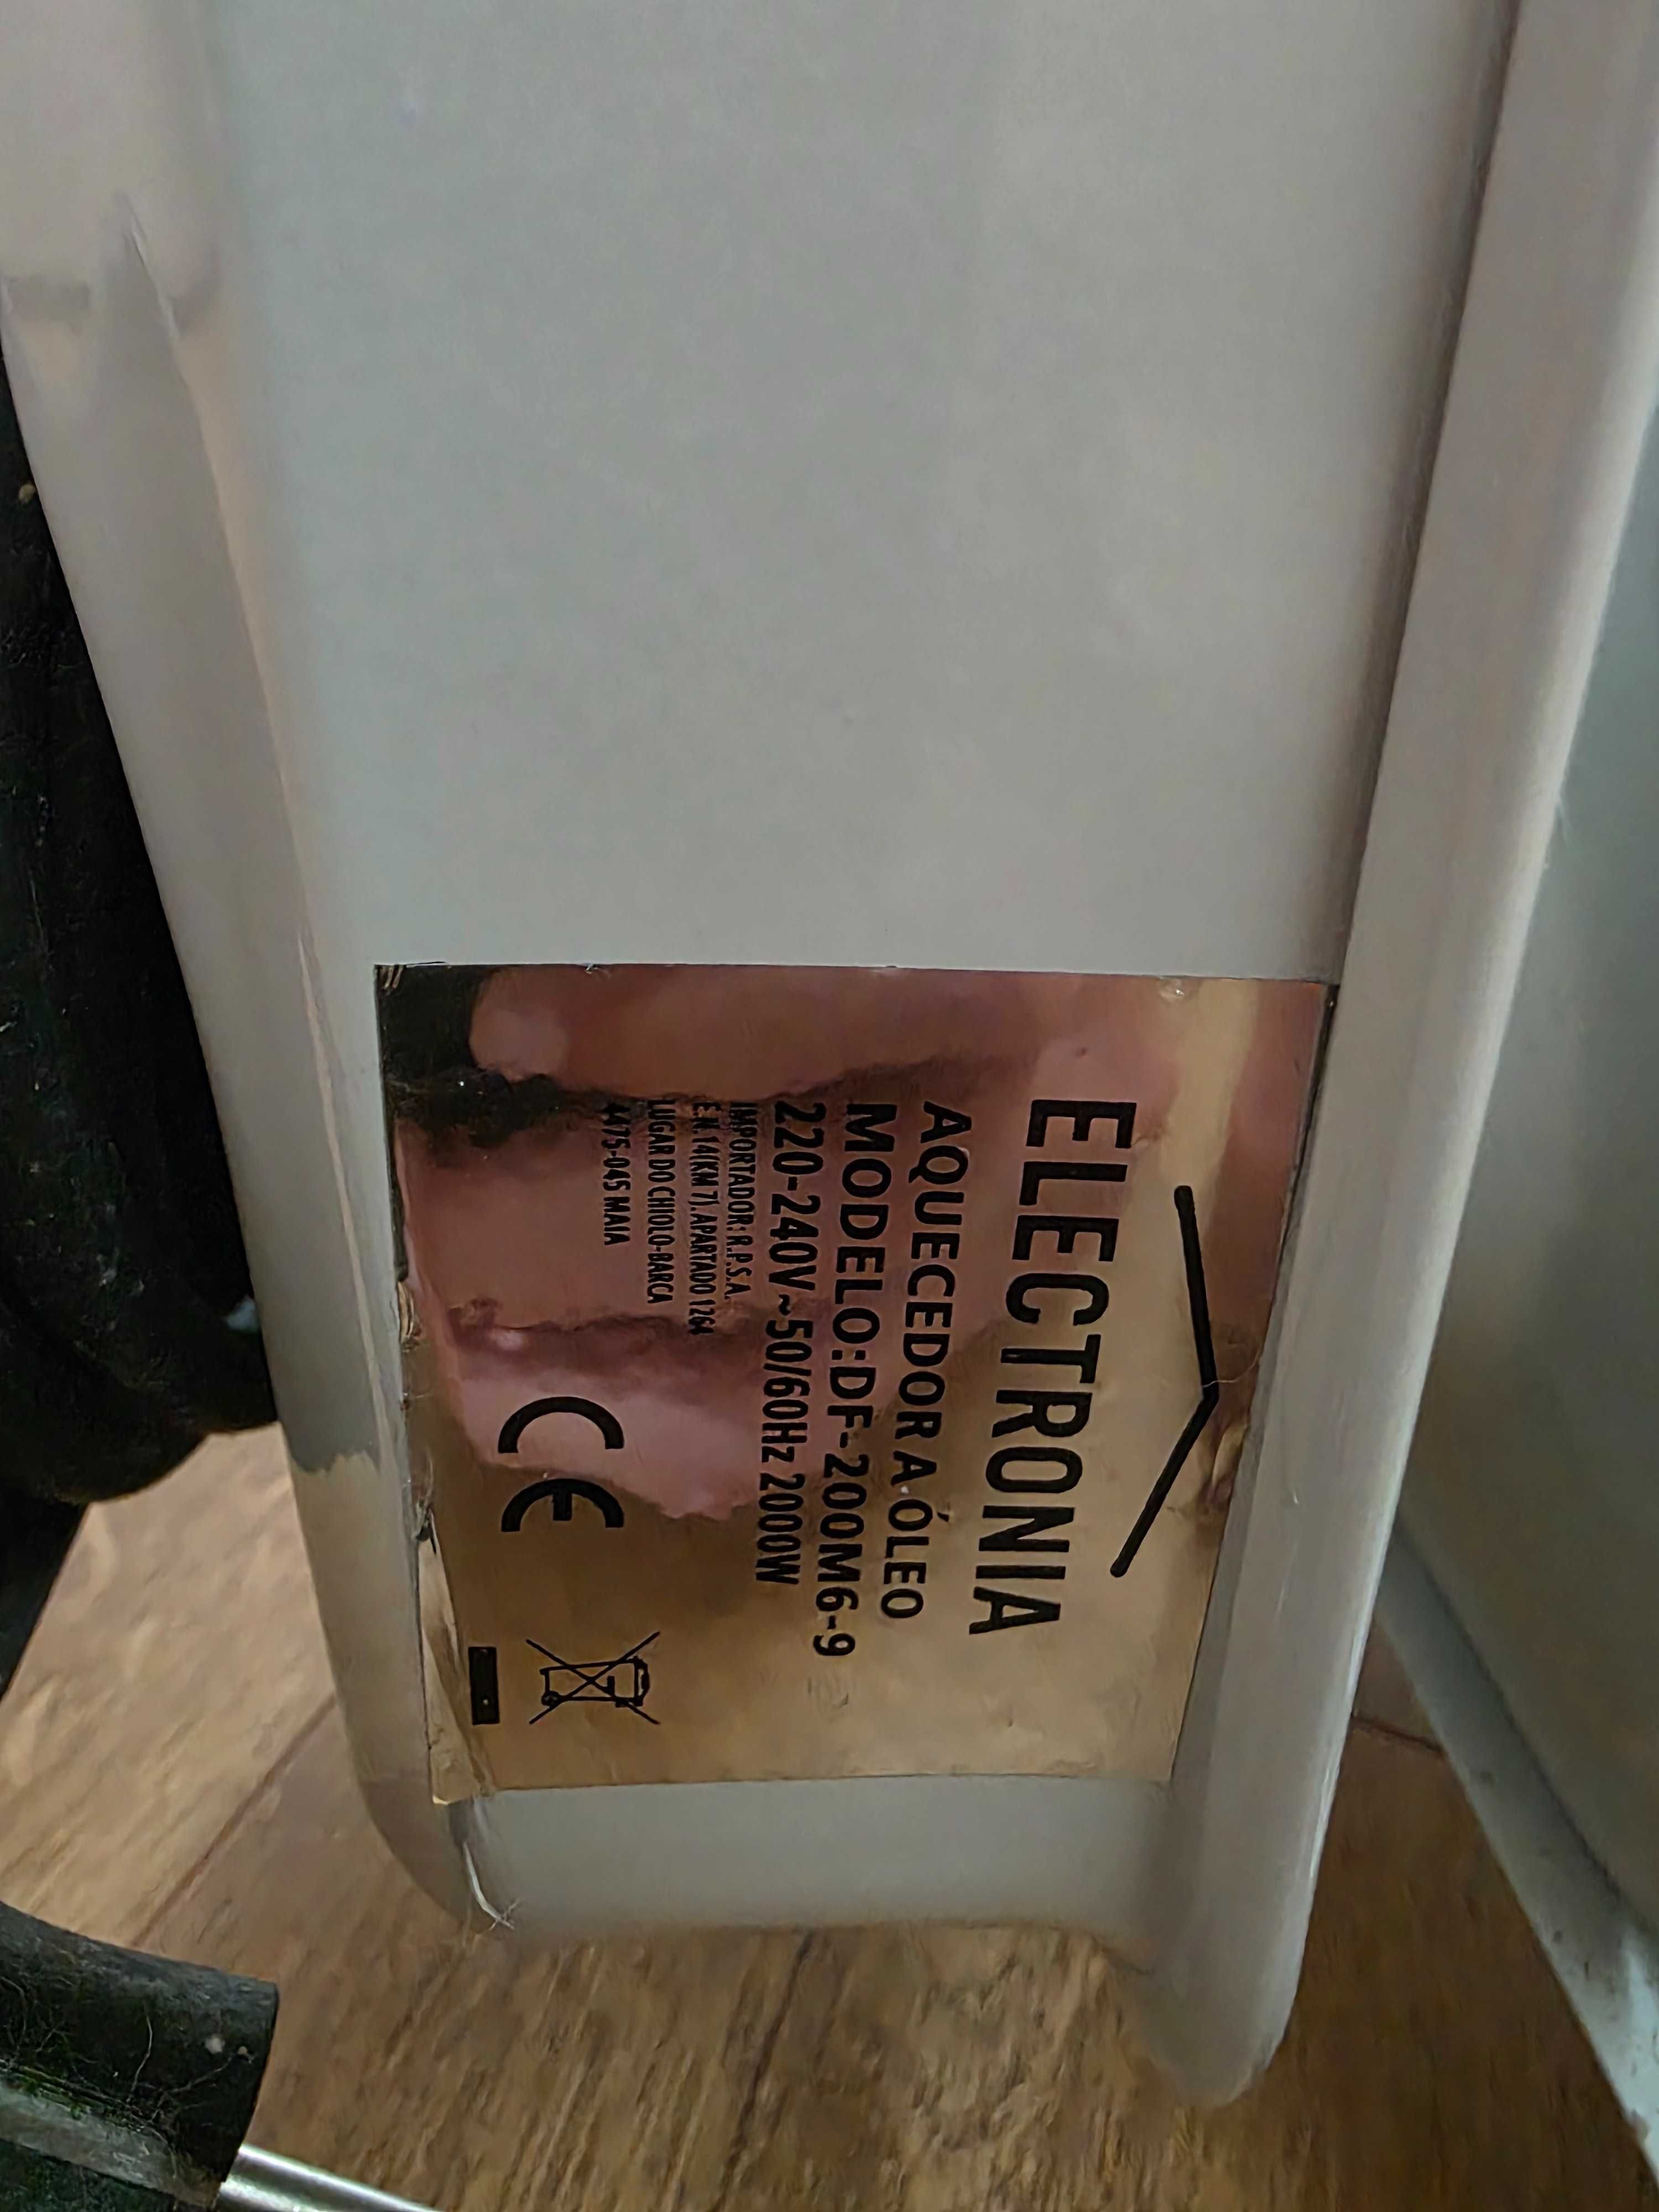 ELECTRONIA
AQUECEDOR A ÓLEO
MODELO:DF-200M6-9
220-240V~50/60Hz 2000W
IMPORTADOR: R.P.S.A.
E.N. 14(KM 7), APARTADO 1264
LUGAR DO CHIOLO-BARCA
4475-045 MAIA
CE